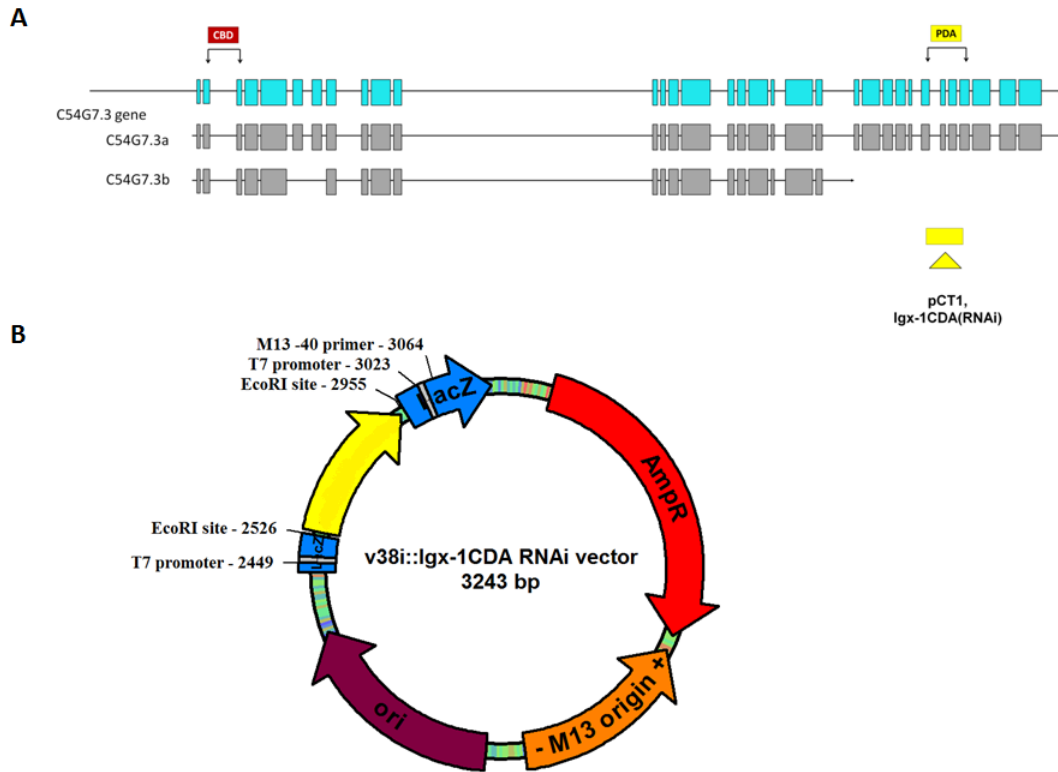 A
CBD
PDA
C54G7.3 gene
C54G7.3a
C54G7.3b
pCT1,
lgx-1CDA(RNAi)
B
M13 -40 primer - 3064
T7 promoter - 3023
EcoRI site - 2955
lacZ
AmpR
EcoRI site - 2526
T7 promoter - 2449
v38i::lgx-1CDA RNAi vector
3243 bp
ori
- M13 origin +